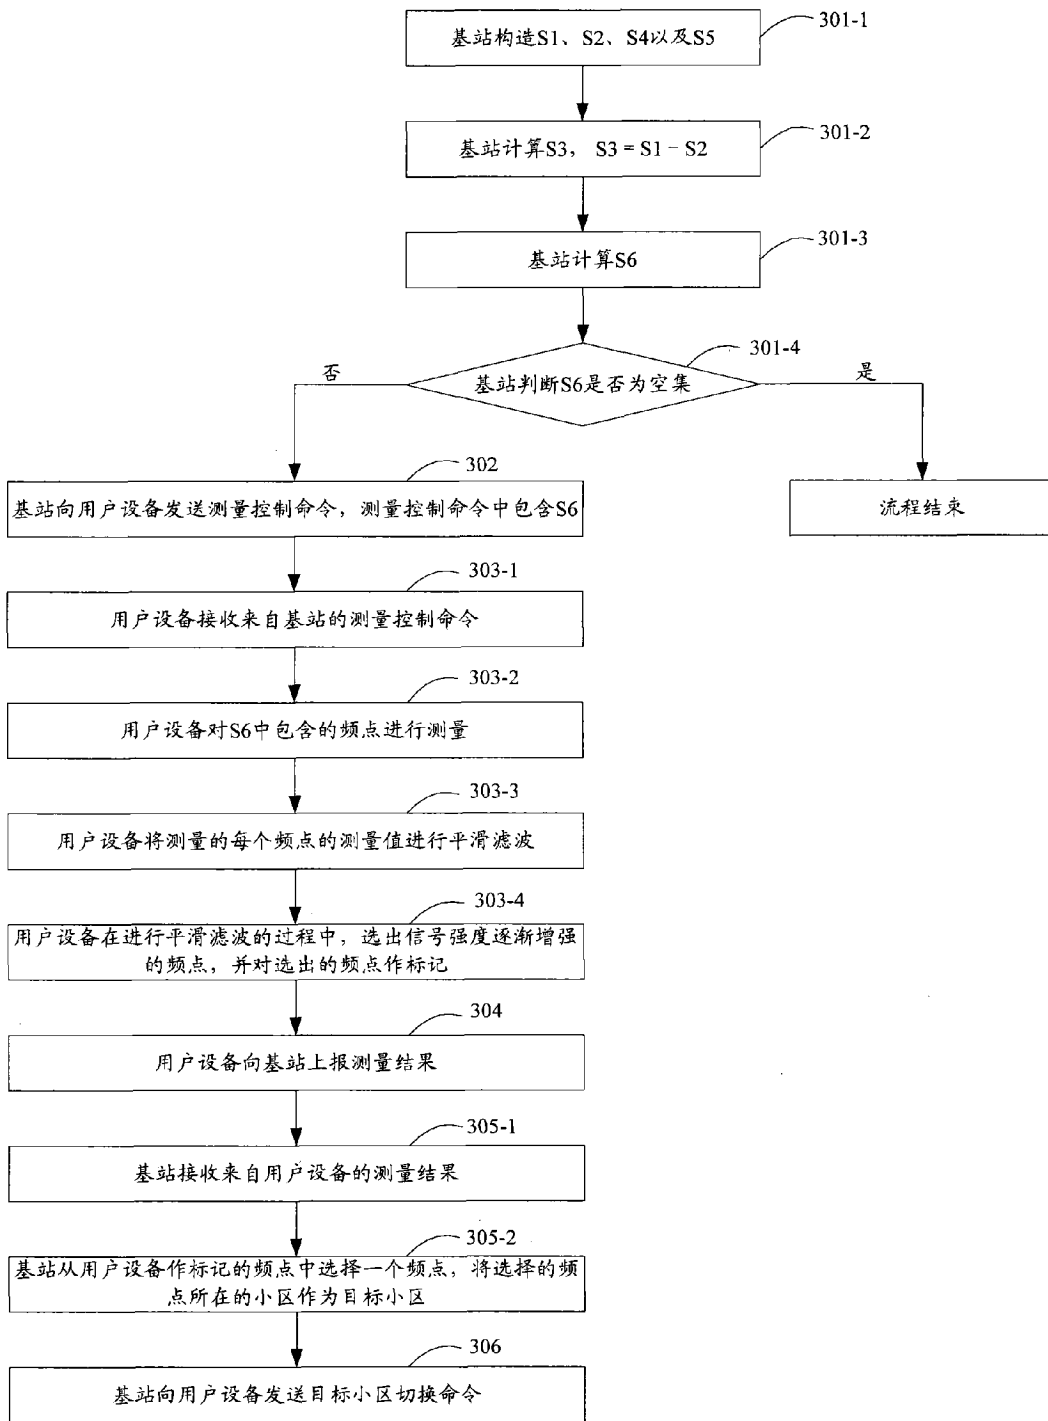 301-1
基站构造S1、S2、S4以及S5
301-2
基站计算S3， S3 = S1 - S2
301-3
基站计算S6
301-4
基站判断S6是否为空集
否
是
302
基站向用户设备发送测量控制命令，测量控制命令中包含S6
流程结束
303-1
用户设备接收来自基站的测量控制命令
303-2
用户设备对S6中包含的频点进行测量
303-3
用户设备将测量的每个频点的测量值进行平滑滤波
303-4
用户设备在进行平滑滤波的过程中，选出信号强度逐渐增强
的频点，并对选出的频点作标记
304
用户设备向基站上报测量结果
305-1
基站接收来自用户设备的测量结果
305-2
基站从用户设备作标记的频点中选择一个频点，将选择的频
点所在的小区作为目标小区
306
基站向用户设备发送目标小区切换命令